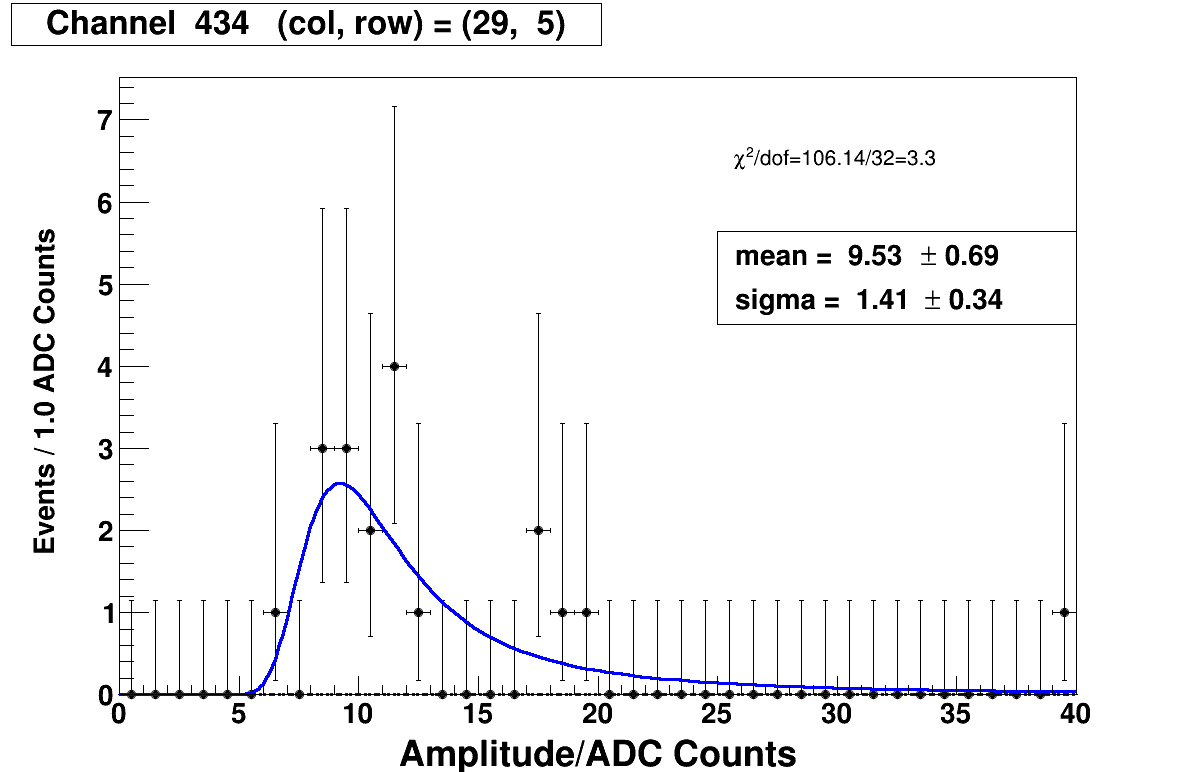 Channel 434 (col, row) = (29, 5)
7
6
5
4
3
2
1
0
Events / 1.0 ADC Counts
χ²/dof=106.14/32=3.3
mean = 9.53 ± 0.69
sigma = 1.41 ± 0.34
0 5 10 15 20 25 30 35 40
Amplitude/ADC Counts